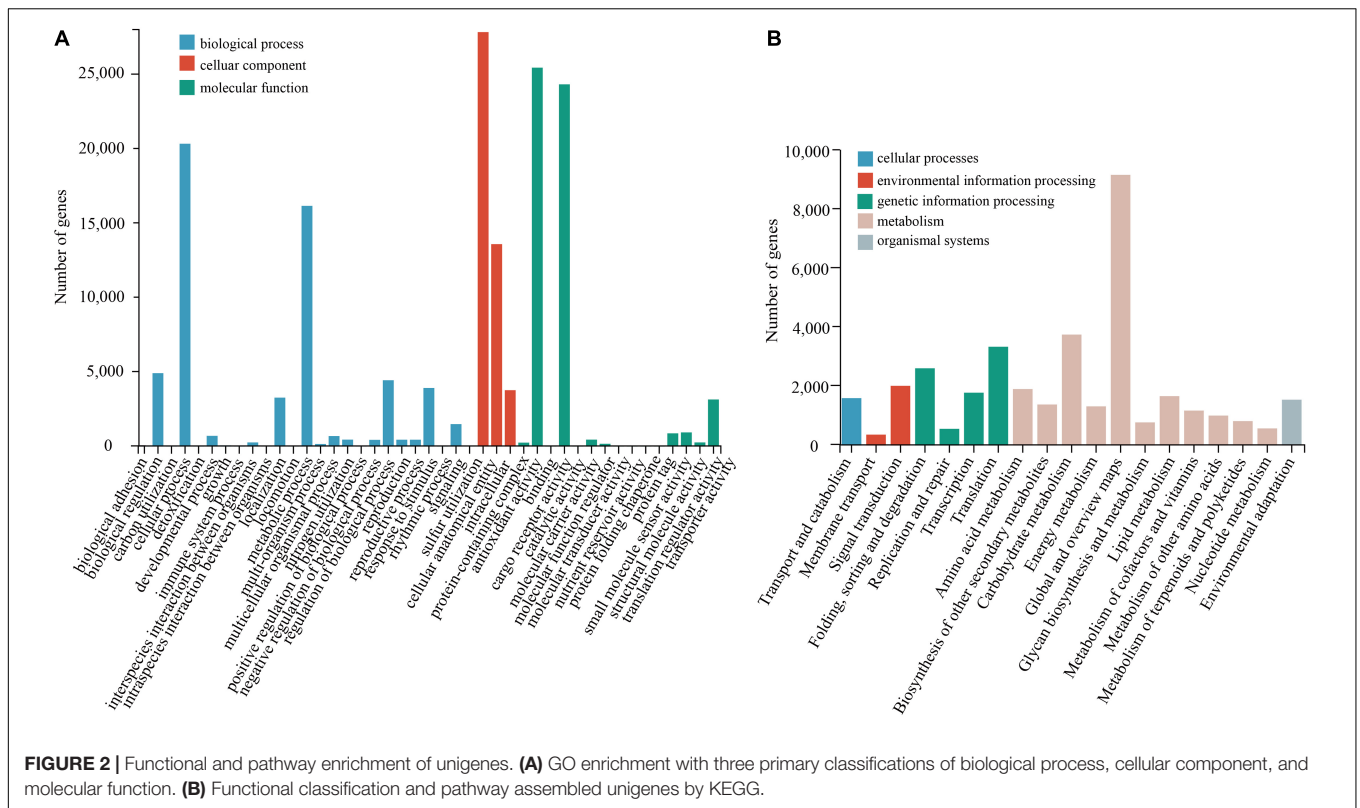 A
biological process
celluar component
molecular function
Number of genes
25,000
20,000
15,000
10,000
5,000
0
biological adhesion
biological regulation
carbon utilization
cellular process
detoxification
developmental process
growth
immune system process
interspecies interaction between organisms
intraspecies interaction between organisms
localization
locomotion
metabolic process
multi-organism process
multicellular organismal process
nitrogen utilization
positive regulation of biological process
negative regulation of biological process
regulation of biological process
reproduction
reproductive process
response to stimulus
rhythmic process
signaling
sulfur utilization
cellular anatomical entity
intracellular
protein-containing complex
antioxidant activity
binding
cargo receptor activity
catalytic activity
molecular carrier activity
molecular function regulator
molecular transducer activity
nutrient reservoir activity
protein folding chaperone
protein tag
small molecule sensor activity
structural molecule activity
translation regulator activity
transporter activity
B
cellular processes
environmental information processing
genetic information processing
metabolism
organismal systems
Number of genes
10,000
8,000
6,000
4,000
2,000
0
Transport and catabolism
Membrane transport
Signal transduction
Folding, sorting and degradation
Replication and repair
Transcription
Translation
Amino acid metabolism
Biosynthesis of other secondary metabolites
Carbohydrate metabolism
Energy metabolism
Global and overview maps
Glycan biosynthesis and metabolism
Lipid metabolism
Metabolism of cofactors and vitamins
Metabolism of other amino acids
Metabolism of terpenoids and polyketides
Nucleotide metabolism
Environmental adaptation
FIGURE 2 | Functional and pathway enrichment of unigenes. (A) GO enrichment with three primary classifications of biological process, cellular component, and
molecular function. (B) Functional classification and pathway assembled unigenes by KEGG.